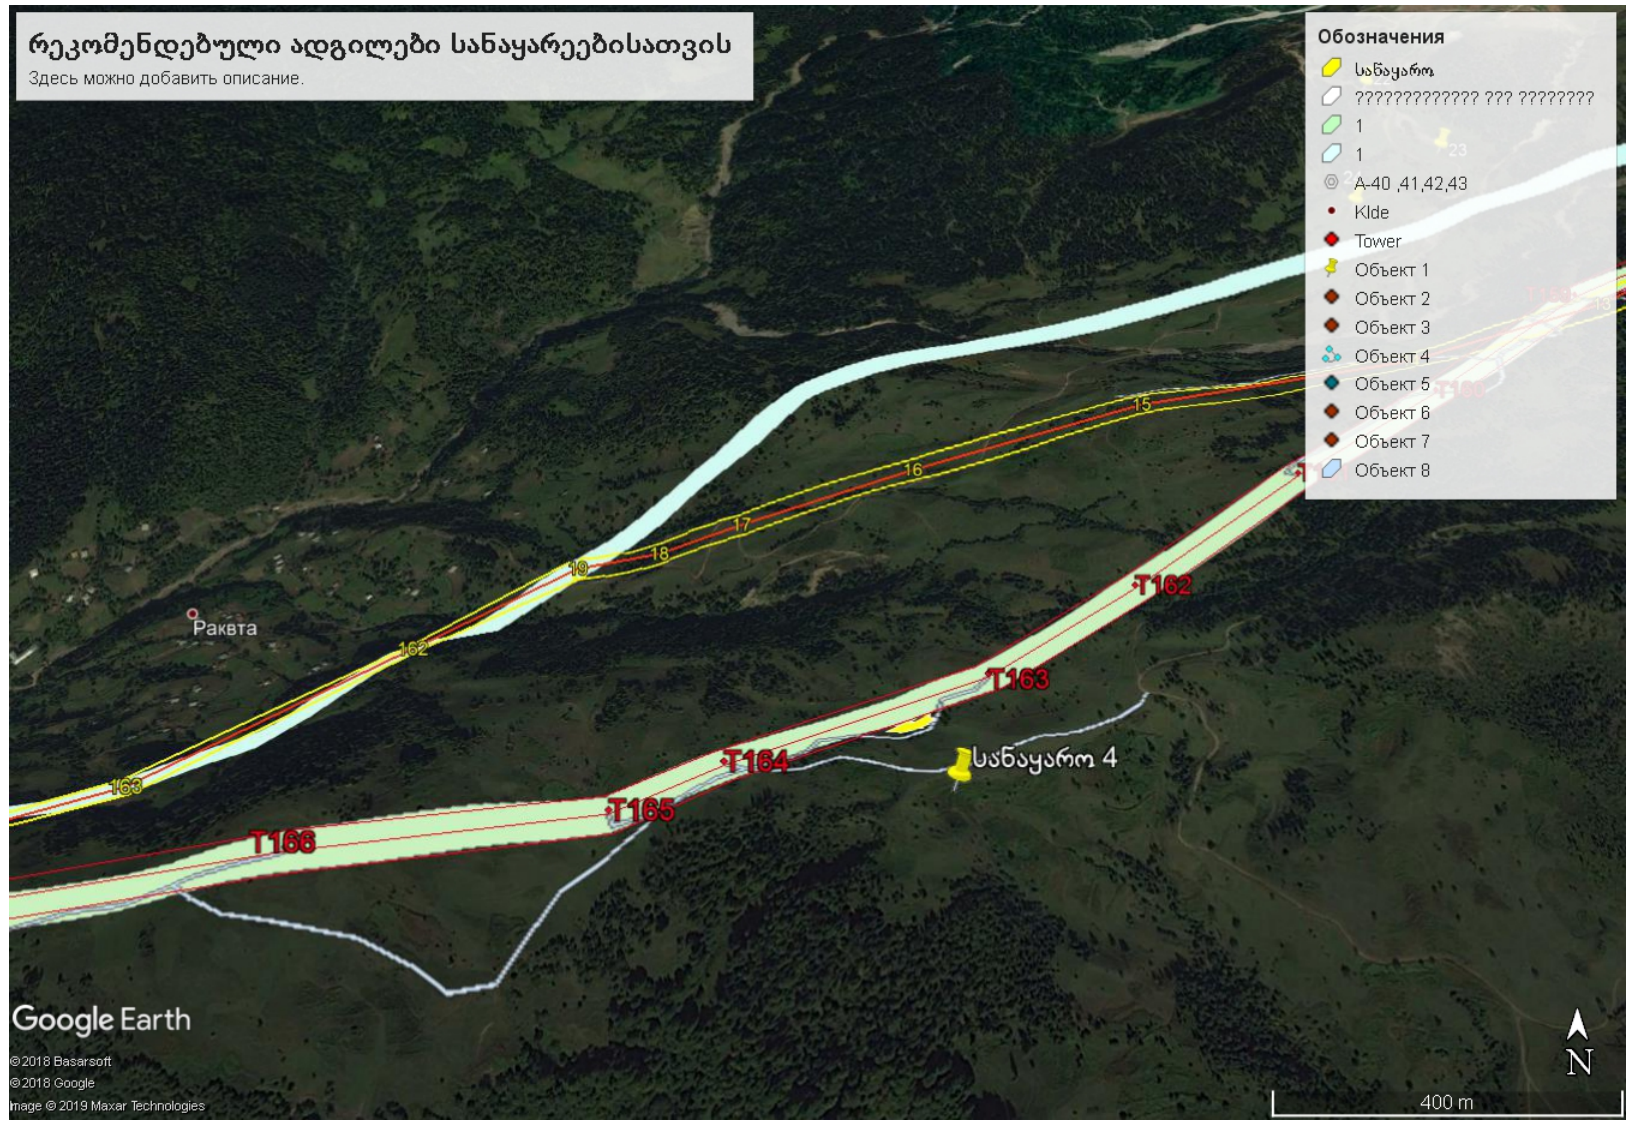 რეკომენდებული ადგილები სანაყარეებისათვის
Здесь можно добавить описание.
Обозначения
სანაყარო
????????????? ??? ????????
1
1
А-40 ,41,42,43
Klde
Tower
Объект 1
Объект 2
Объект 3
Объект 4
Объект 5
Объект 6
Объект 7
Объект 8
23
13
15
16
17
18
19
162
163
T162
T163
T164
T165
T166
Раквта
სანაყარო 4
Google Earth
© 2018 Basarsoft
© 2018 Google
Image © 2019 Maxar Technologies
N
400 m